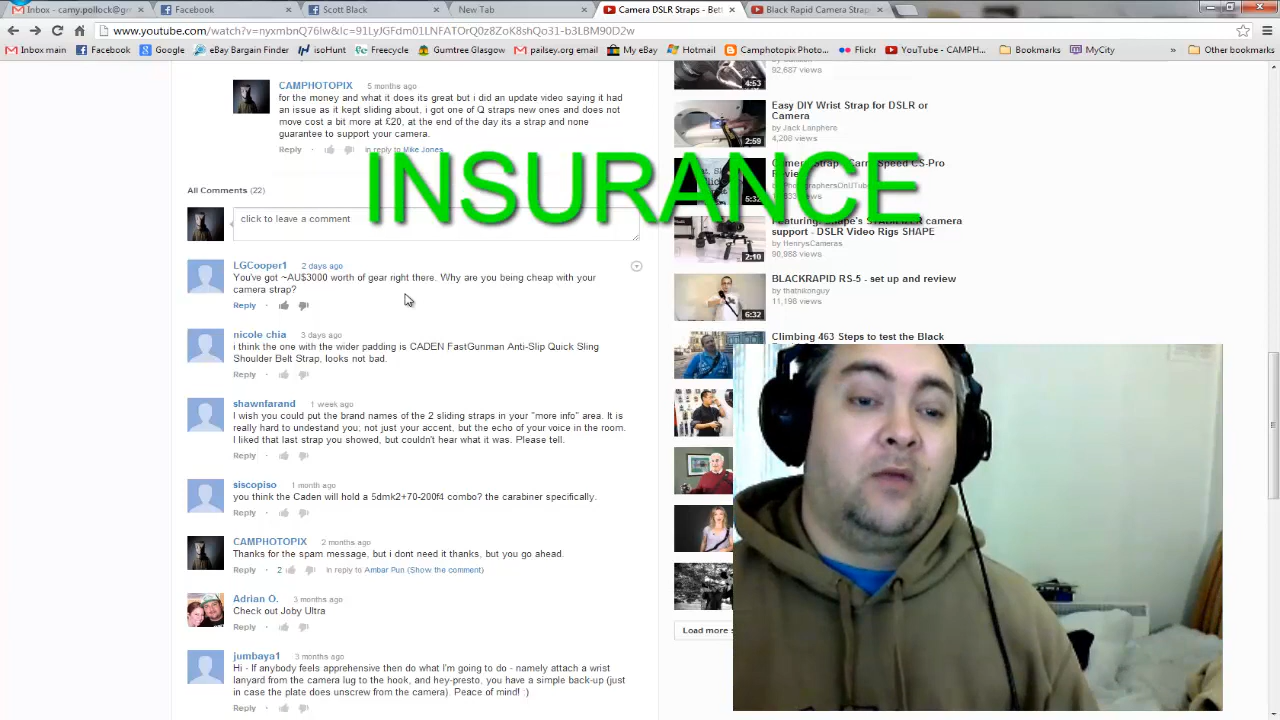 camy.pollock@g
Facebook
Scott Black
New Tab
Camera DSLR Straps - Bet
Black Rapid Camera Strap
Inbox main
Facebook
Google
eBay Bargain Finder
Freecycle
My eBay
Hotmail
Camphotopix Photo...
Flickr
YouTube - CAMPH...
Bookmarks
MyCity
Other bookmarks
CAMPHOTOPIX 5 months ago
for the money and what it does its great but i did an update video saying it had
an issue as it kept sliding about, i got one of Q straps new ones and does not
move cost a bit more at £20, at the end of the day its a strap and none
guarantee to support your camera.
Reply · in reply to Mike Jones
INSURANCE
All Comments (22)
click to leave a comment
LGCooper1 2 days ago
You've got ~AU$3000 worth of gear right there. Why are you being cheap with your
camera strap?
Reply ·
nicole chia 3 days ago
i think the one with the wider padding is CADEN FastGunman Anti-Slip Quick Sling
Shoulder Belt Strap, looks not bad.
Reply ·
shawnfarand 1 week ago
I wish you could put the brand names of the 2 sliding straps in your "more info" area. It is
really hard to understand you, not just your accent, but the echo of your voice in the room.
I liked that last strap you showed, but couldn't hear what it was. Please tell.
Reply ·
siscopiso 1 month ago
you think the Caden will hold a 5dmk2+70-200f4 combo? the carabiner specifically.
Reply ·
CAMPHOTOPIX 2 months ago
Thanks for the spam message, but i dont need it thanks, but you go ahead.
Reply · 2 in reply to Ambar Pun (Show the comment)
Adrian O. 3 months ago
Check out Joby Ultra
Reply ·
jumbaya1 3 months ago
Hi - If anybody feels apprehensive then do what I'm going to do - namely attach a wrist
lanyard from the camera lug to the hook, and hey-presto, you have a simple back-up (just
in case the plate does unscrew from the camera). Peace of mind! :)
Reply ·
92,687 views
4:53
Easy DIY Wrist Strap for DSLR or
Camera
by Jack Lanphere
4,208 views
2:59
Speed CS-Pro
support - DSLR Video Rigs SHAPE
by HenrysCameras
90,988 views
2:10
BLACKRAPID RS-5 - set up and review
by thatnikonguy
11,198 views
6:32
Climbing 463 Steps to test the Black
Load more